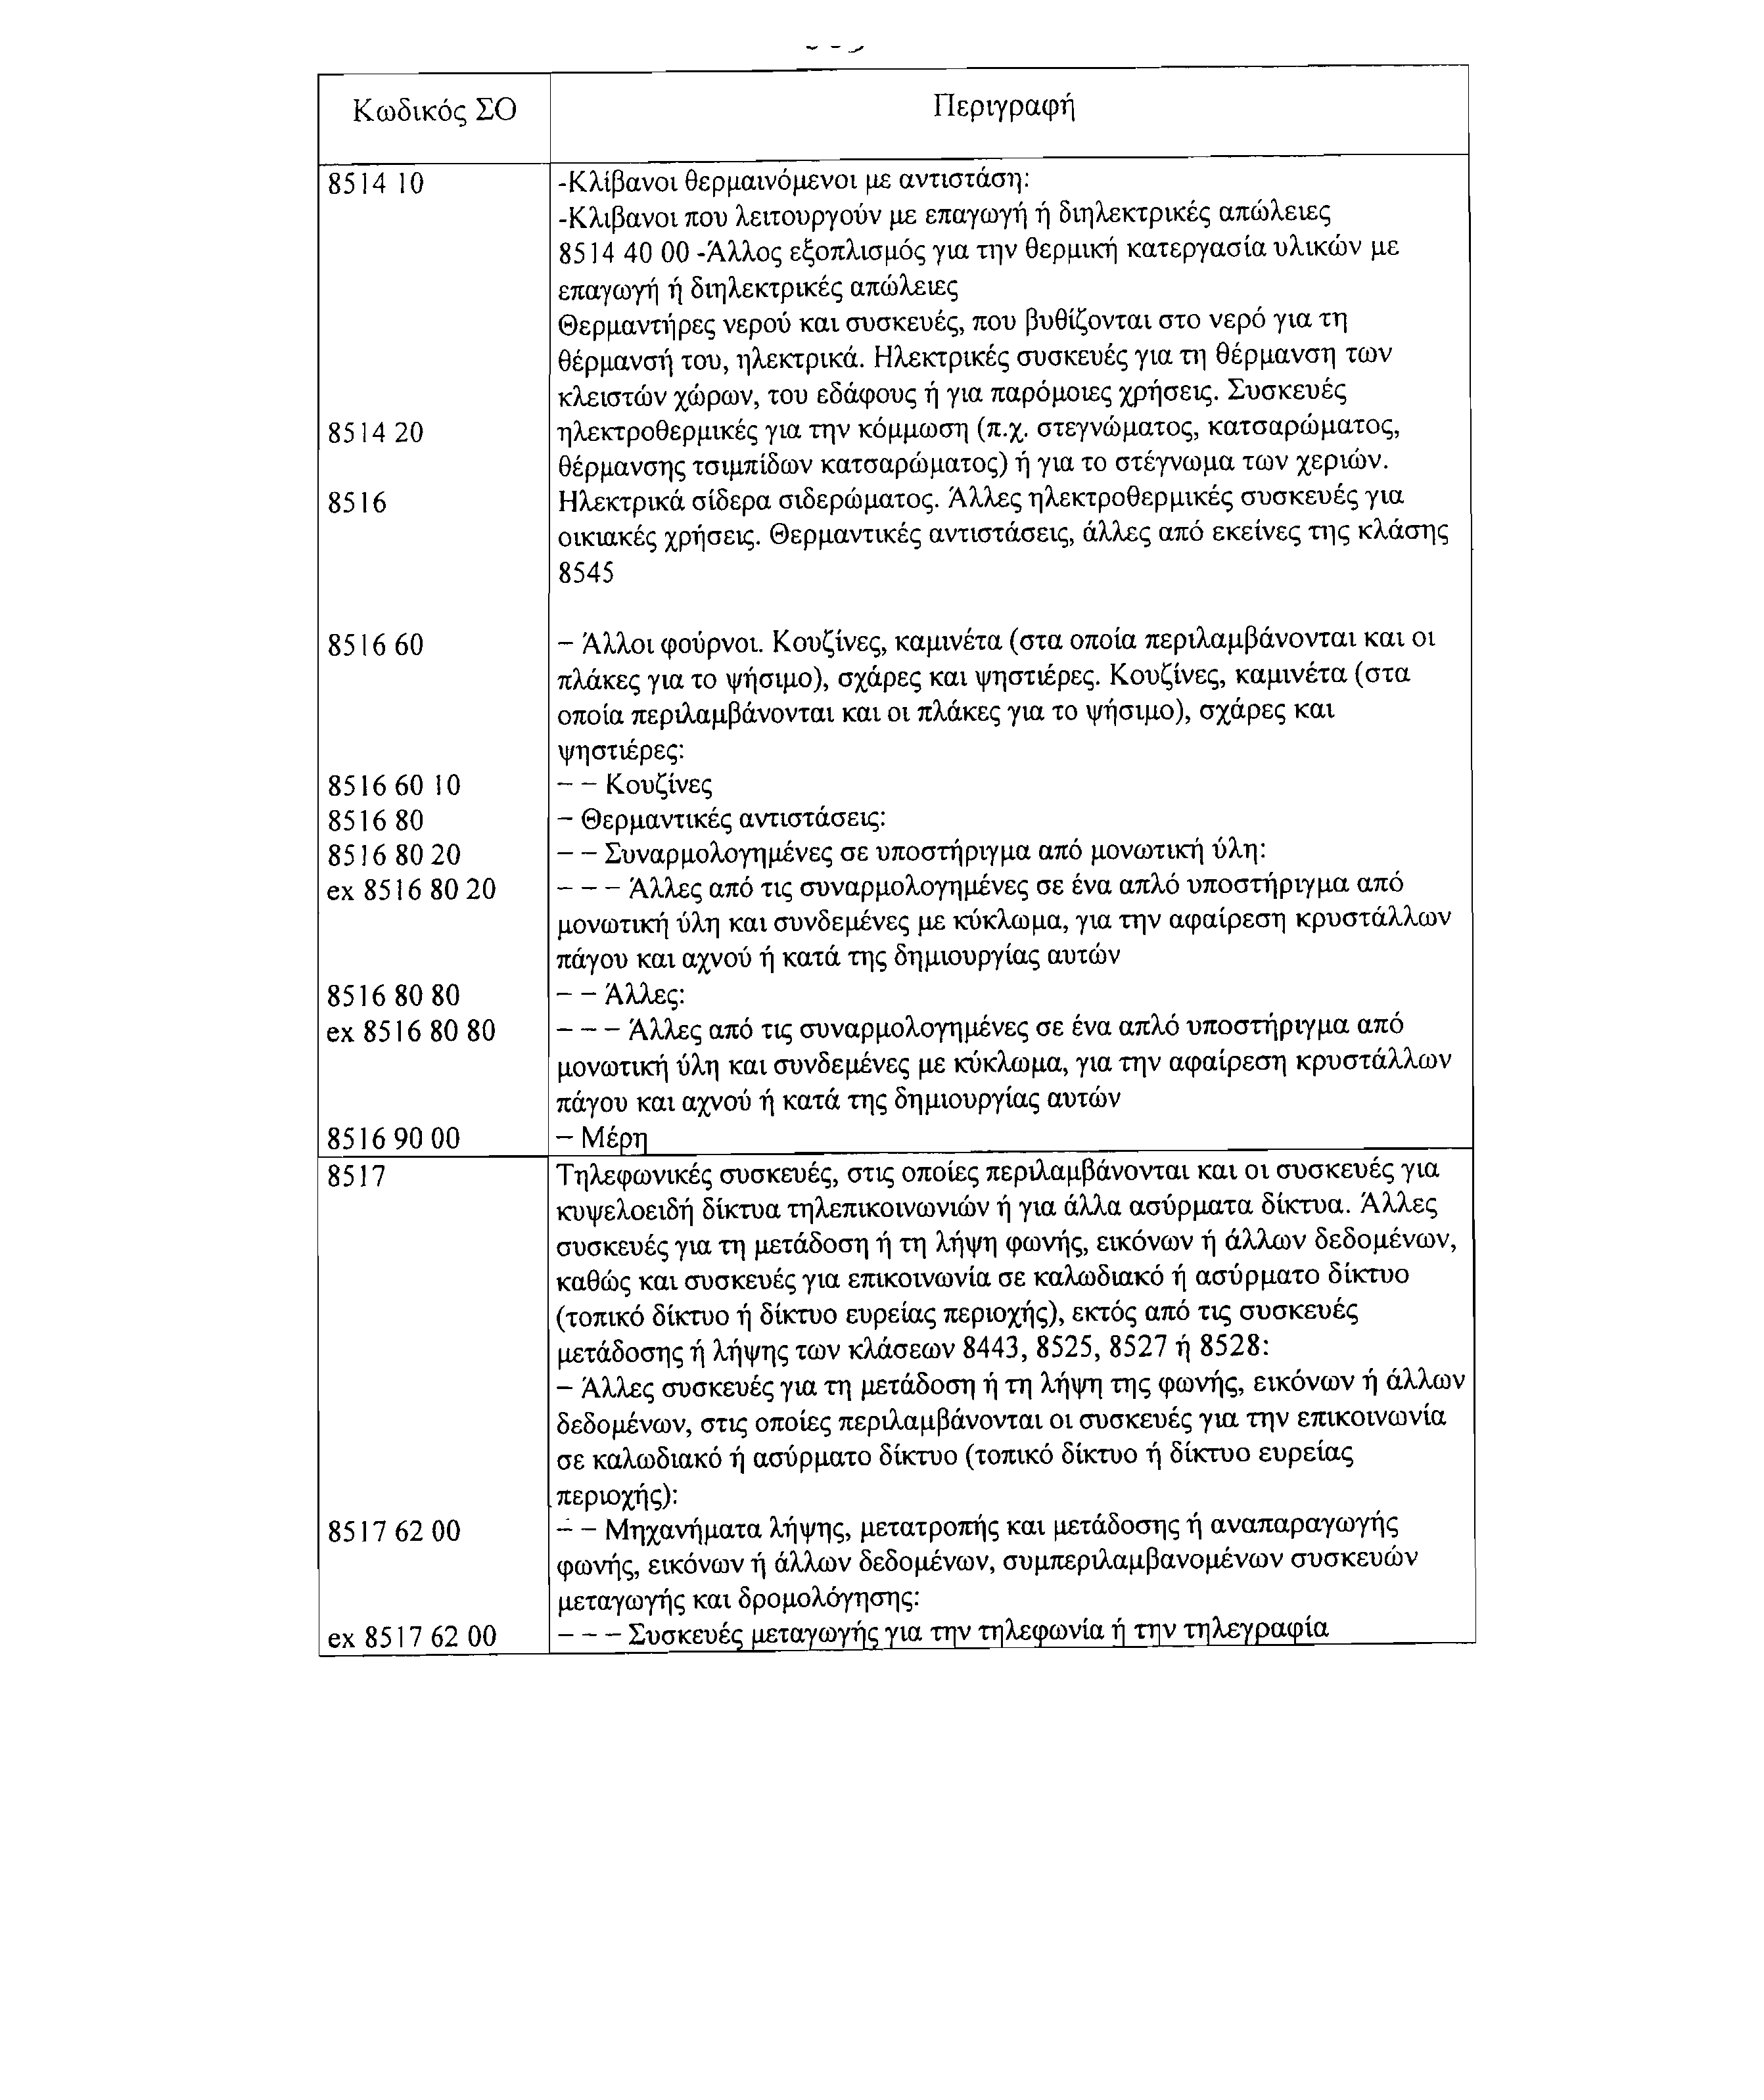 Κωδικός ΣΟ Περιγραφή
8514 10 -Κλίβανοι θερμαινόμενοι με αντιστάση:
-Κλιβανοι που λειτουργούν με επαγωγή ή διηλεκτρικές απώλειες
8514 40 00 -Άλλος εξοπλισμός για την θερμική κατεργασία υλικών με
επαγωγή ή διηλεκτρικές απώλειες
Θερμαντήρες νερού και συσκευές, που βυθίζονται στο νερό για τη
θέρμανσή του, ηλεκτρικά. Ηλεκτρικές συσκευές για τη θέρμανση των
κλειστών χώρων, του εδάφους ή για παρόμοιες χρήσεις. Συσκευές
8514 20 ηλεκτροθερμικές για την κόμμωση (π.χ. στεγνώματος, κατσαρώματος,
θέρμανσης τσιμπίδων κατσαρώματος) ή για το στέγνωμα των χεριών.
8516 Ηλεκτρικά σίδερα σιδερώματος. Άλλες ηλεκτροθερμικές συσκευές για
οικιακές χρήσεις. Θερμαντικές αντιστάσεις, άλλες από εκείνες της κλάσης
8545
8516 60 – Άλλοι φούρνοι. Κουζίνες, καμινέτα (στα οποία περιλαμβάνονται και οι
πλάκες για το ψήσιμο), σχάρες και ψηστιέρες. Κουζίνες, καμινέτα (στα
οποία περιλαμβάνονται και οι πλάκες για το ψήσιμο), σχάρες και
ψηστιέρες:
8516 60 10 – – Κουζίνες
8516 80 – Θερμαντικές αντιστάσεις:
8516 80 20 – – Συναρμολογημένες σε υποστήριγμα από μονωτική ύλη:
ex 8516 80 20 – – – Άλλες από τις συναρμολογημένες σε ένα απλό υποστήριγμα από
μονωτική ύλη και συνδεμένες με κύκλωμα, για την αφαίρεση κρυστάλλων
πάγου και αχνού ή κατά της δημιουργίας αυτών
8516 80 80 – – Άλλες:
ex 8516 80 80 – – – Άλλες από τις συναρμολογημένες σε ένα απλό υποστήριγμα από
μονωτική ύλη και συνδεμένες με κύκλωμα, για την αφαίρεση κρυστάλλων
πάγου και αχνού ή κατά της δημιουργίας αυτών
8516 90 00 – Μέρη
8517 Τηλεφωνικές συσκευές, στις οποίες περιλαμβάνονται και οι συσκευές για
κυψελοειδή δίκτυα τηλεπικοινωνιών ή για άλλα ασύρματα δίκτυα. Άλλες
συσκευές για τη μετάδοση ή τη λήψη φωνής, εικόνων ή άλλων δεδομένων,
καθώς και συσκευές για επικοινωνία σε καλωδιακό ή ασύρματο δίκτυο
(τοπικό δίκτυο ή δίκτυο ευρείας περιοχής), εκτός από τις συσκευές
μετάδοσης ή λήψης των κλάσεων 8443, 8525, 8527 ή 8528:
– Άλλες συσκευές για τη μετάδοση ή τη λήψη της φωνής, εικόνων ή άλλων
δεδομένων, στις οποίες περιλαμβάνονται οι συσκευές για την επικοινωνία
σε καλωδιακό ή ασύρματο δίκτυο (τοπικό δίκτυο ή δίκτυο ευρείας
περιοχής):
8517 62 00 – – Μηχανήματα λήψης, μετατροπής και μετάδοσης ή αναπαραγωγής
φωνής, εικόνων ή άλλων δεδομένων, συμπεριλαμβανομένων συσκευών
μεταγωγής και δρομολόγησης:
ex 8517 62 00 – – – Συσκευές μεταγωγής για την τηλεφωνία ή την τηλεγραφία